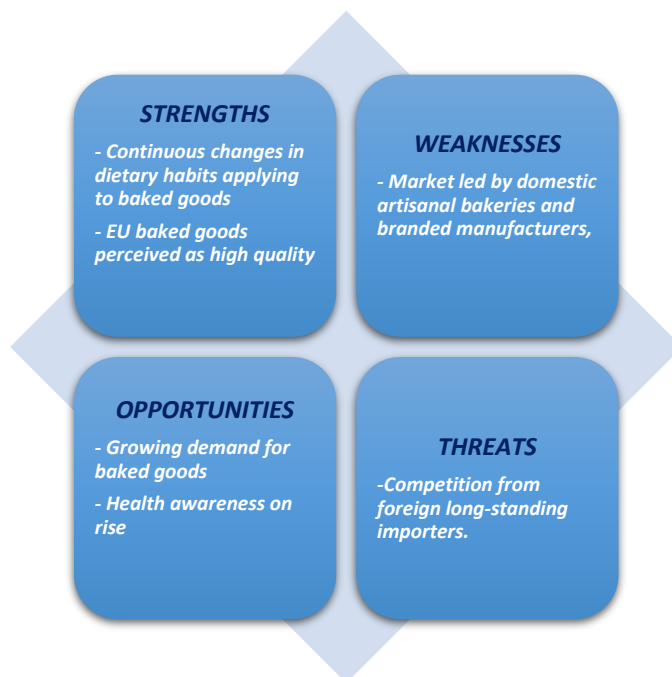 STRENGTHS
- Continuous changes in
dietary habits applying
to baked goods
- EU baked goods
perceived as high quality
WEAKNESSES
- Market led by domestic
artisanal bakeries and
branded manufacturers,
OPPORTUNITIES
- Growing demand for
baked goods
- Health awareness on
rise
THREATS
-Competition from
foreign long-standing
importers.